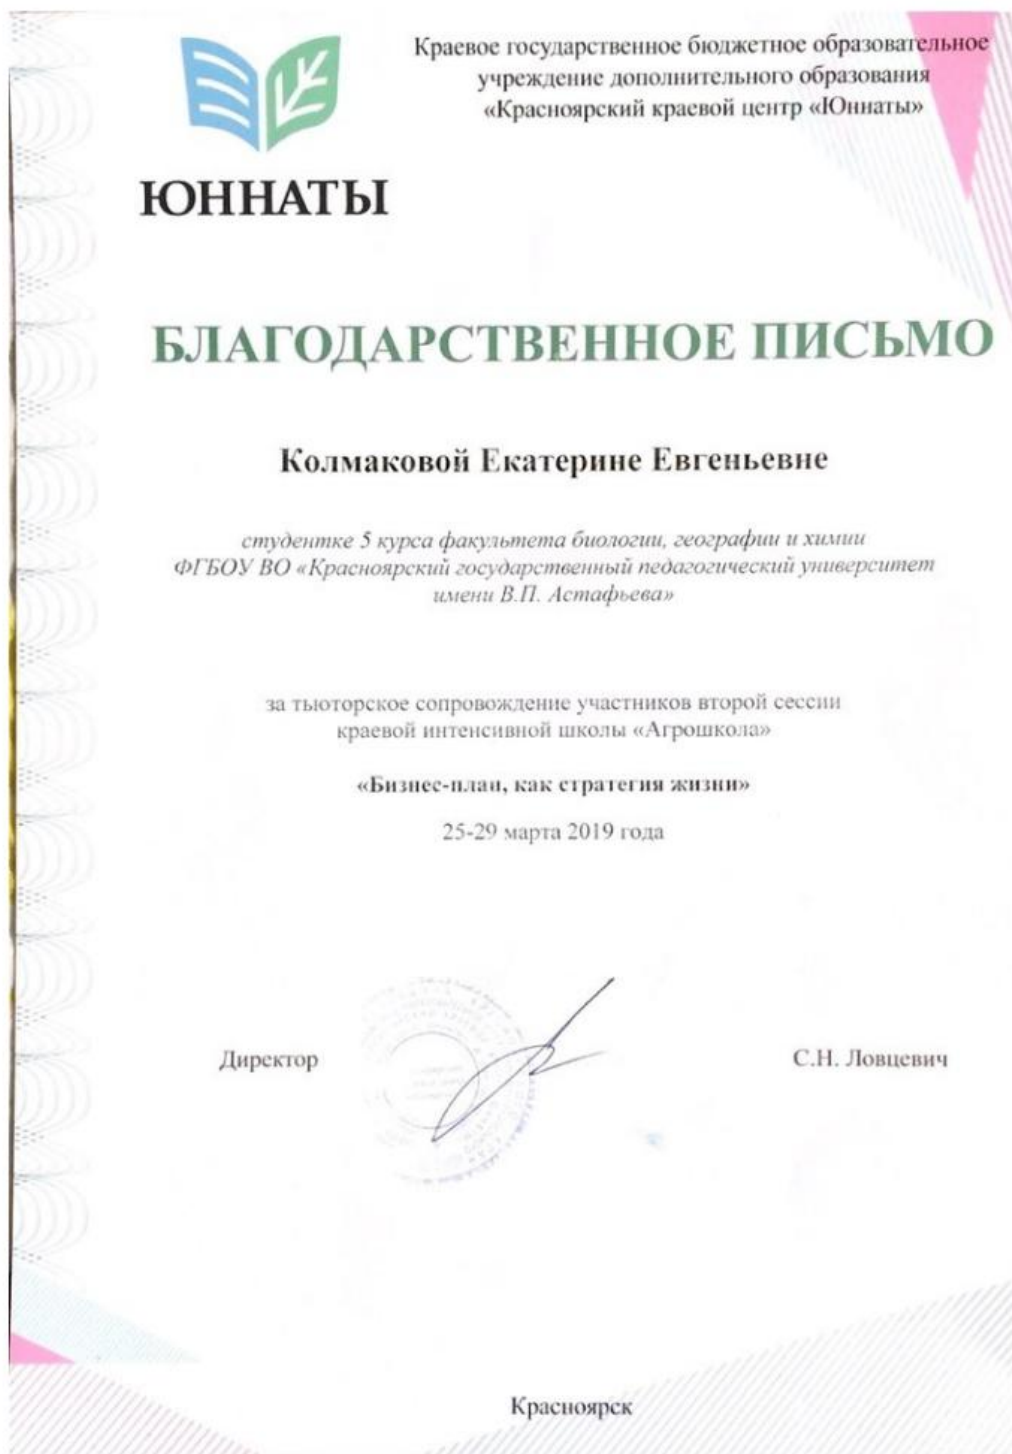 Краевое государственное бюджетное образовательное
учреждение дополнительного образования
«Красноярский краевой центр «Юннаты»
ЮННАТЫ
БЛАГОДАРСТВЕННОЕ ПИСЬМО
Колмаковой Екатерине Евгеньевне
студентке 5 курса факультета биологии, географии и химии
ФГБОУ ВО «Красноярский государственный педагогический университет
имени В.П. Астафьева»
за тьюторское сопровождение участников второй сессии
краевой интенсивной школы «Агрошкола»
«Бизнес-план, как стратегия жизни»
25-29 марта 2019 года
Директор
С.Н. Ловцевич
Красноярск